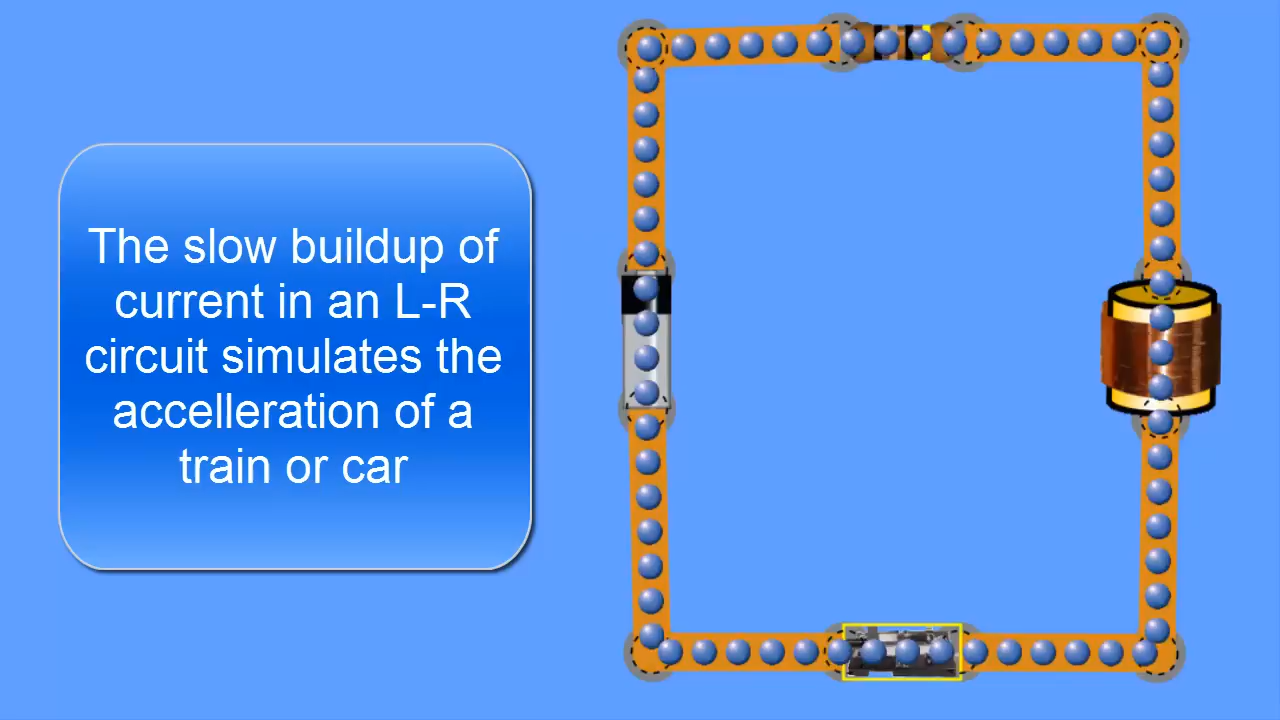 The slow buildup of
current in an L-R
circuit simulates the
accelleration of a
train or car